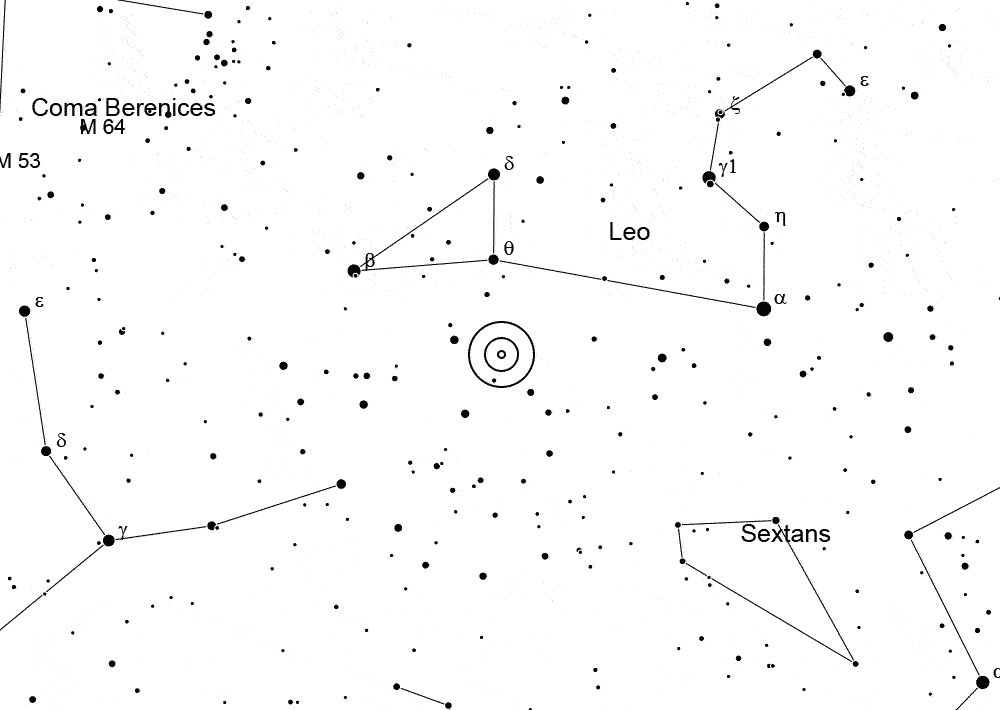 ε
ζ
Coma Berenices
M 64
M 53
δ
γ1
η
Leo
θ
β
α
ε
δ
γ
Sextans
α